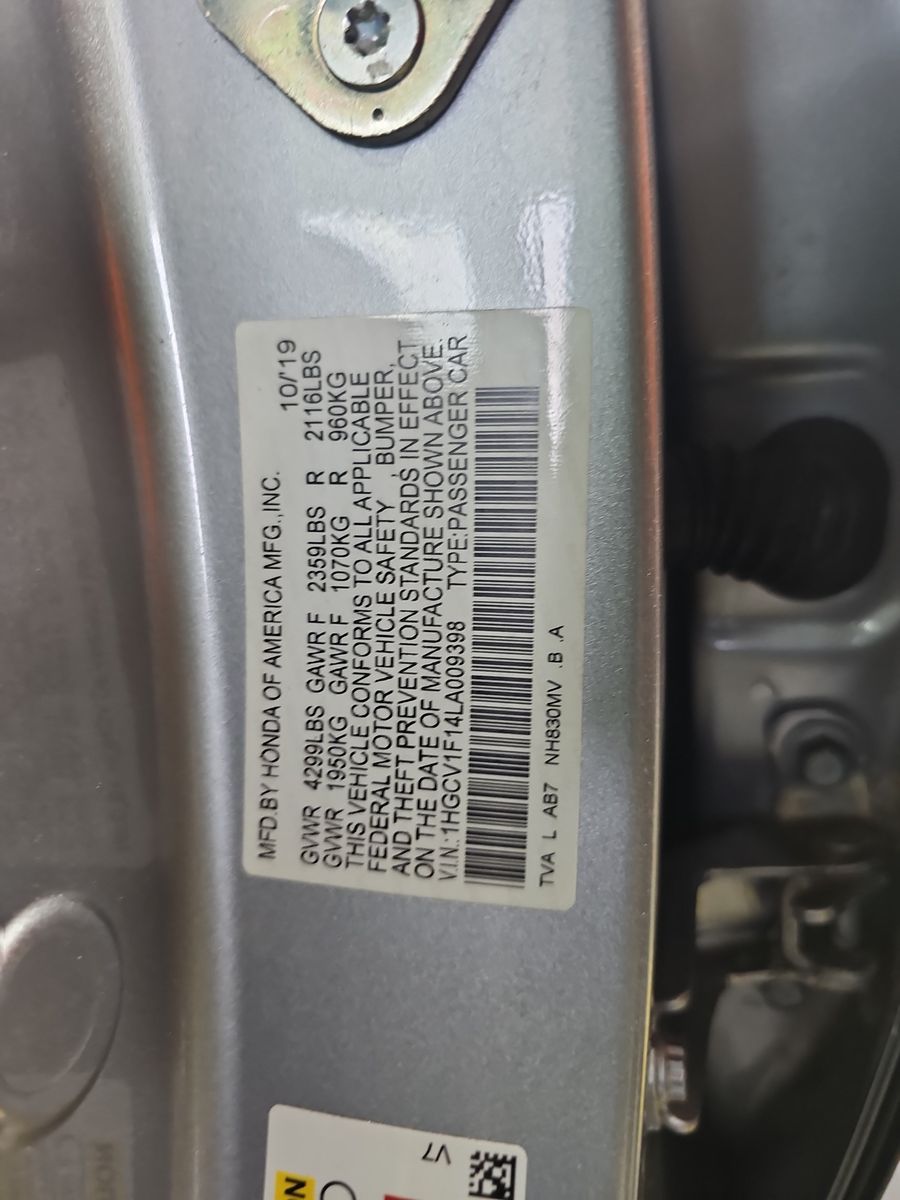 MFD.BY HONDA OF AMERICA MFG.,INC. 10/'19
GVWR 4299LBS GAWR F 2359LBS R 2116LBS
GVWR 1950KG GAWR F 1070KG R 960KG
THIS VEHICLE CONFORMS TO ALL APPLICABLE
FEDERAL MOTOR VEHICLE SAFETY , BUMPER,
AND THEFT PREVENTION STANDARDS IN EFFECT
ON THE DATE OF MANUFACTURE SHOWN ABOVE.
V.I.N.:1HGCV1F14LA009398 TYPE:PASSENGER CAR
TVA L AB7 NH830MV .B .A
V7